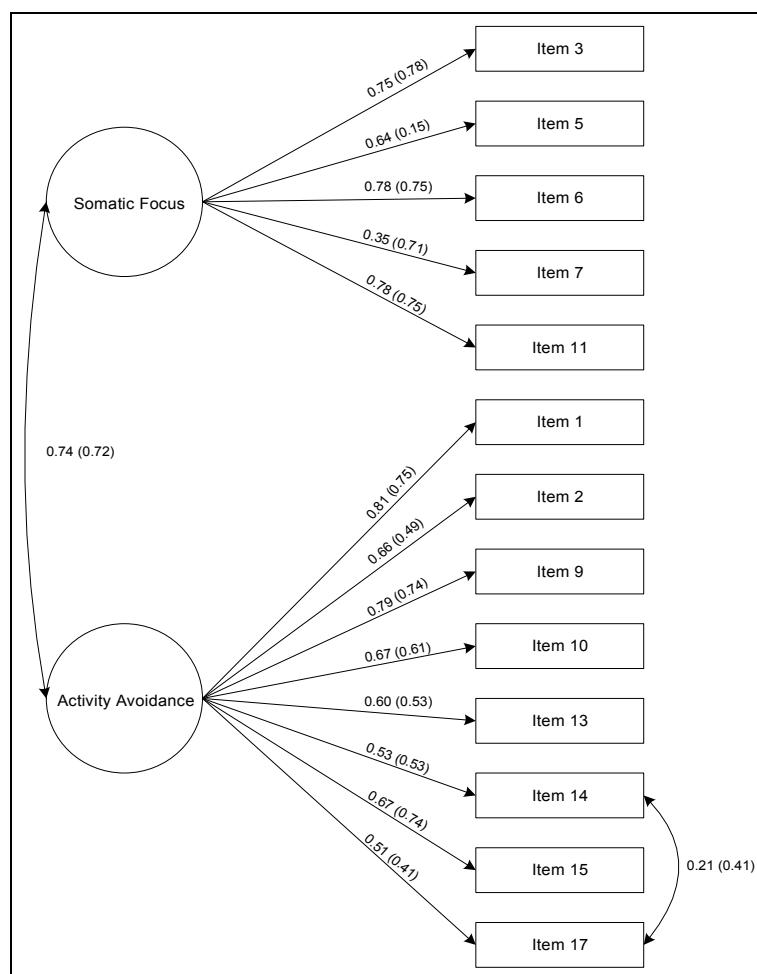 Item 3
0.75 (0.78)
Item 5
0.64 (0.15)
Somatic Focus
0.78 (0.75)
Item 6
0.35 (0.71)
Item 7
0.78 (0.75)
Item 11
0.74 (0.72)
Item 1
0.81 (0.75)
Item 2
0.66 (0.49)
Item 9
0.79 (0.74)
Item 10
0.67 (0.61)
Activity Avoidance
0.60 (0.53)
Item 13
0.53 (0.53)
Item 14
0.67 (0.74)
Item 15
0.21 (0.41)
0.51 (0.41)
Item 17